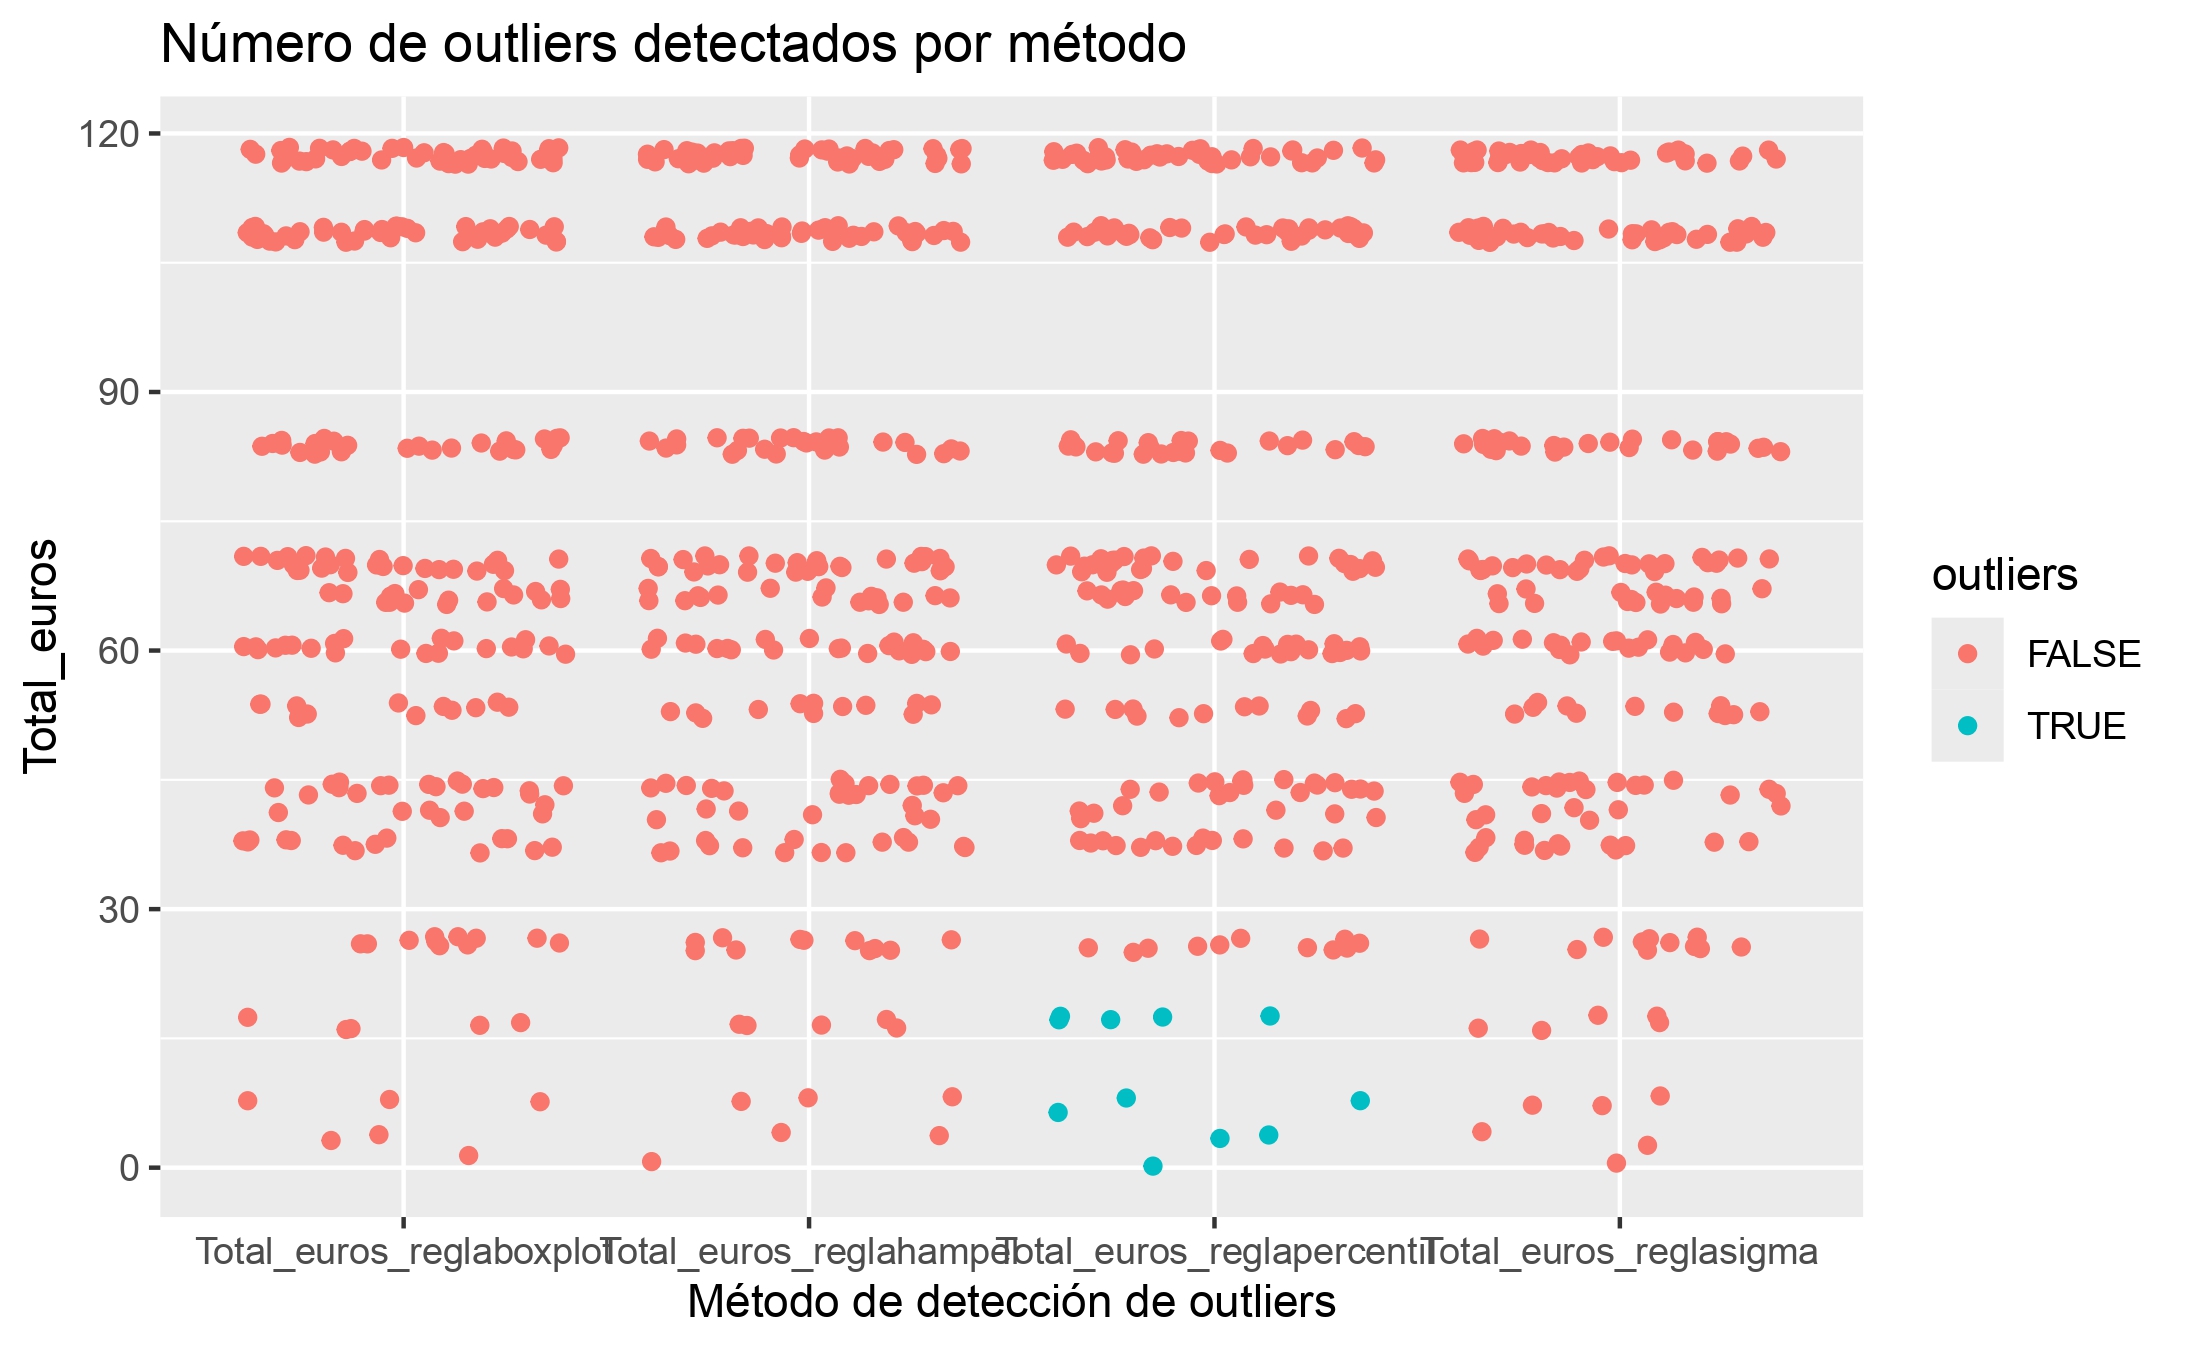 Número de outliers detectados por método
Total_euros
120
90
60
30
0
Total_euros_reglaboxplot
Total_euros_reglahampel
Total_euros_reglapercentil
Total_euros_reglasigma
Método de detección de outliers
outliers
FALSE
TRUE